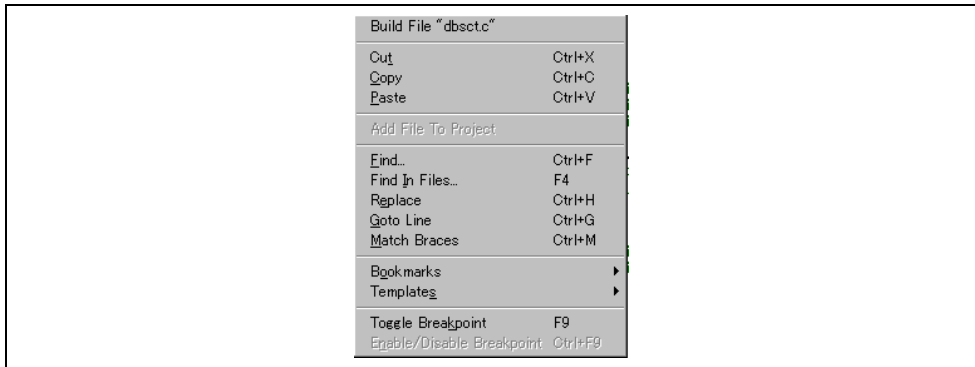 Build File "dbsct.c"
Cut Ctrl+X
Copy Ctrl+C
Paste Ctrl+V
Add File To Project
Find... Ctrl+F
Find In Files... F4
Replace Ctrl+H
Goto Line Ctrl+G
Match Braces Ctrl+M
Bookmarks
Templates
Toggle Breakpoint F9
Enable/Disable Breakpoint Ctrl+F9